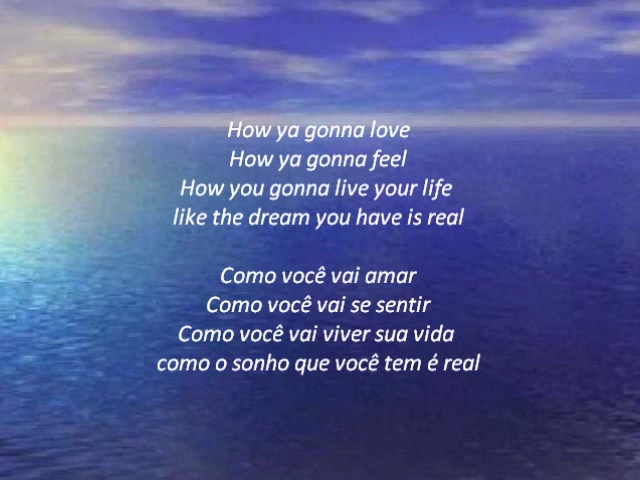 How ya gonna love
How ya gonna feel
How you gonna live your life
like the dream you have is real
Como você vai amar
Como você vai se sentir
Como você vai viver sua vida
como o sonho que você tem é real